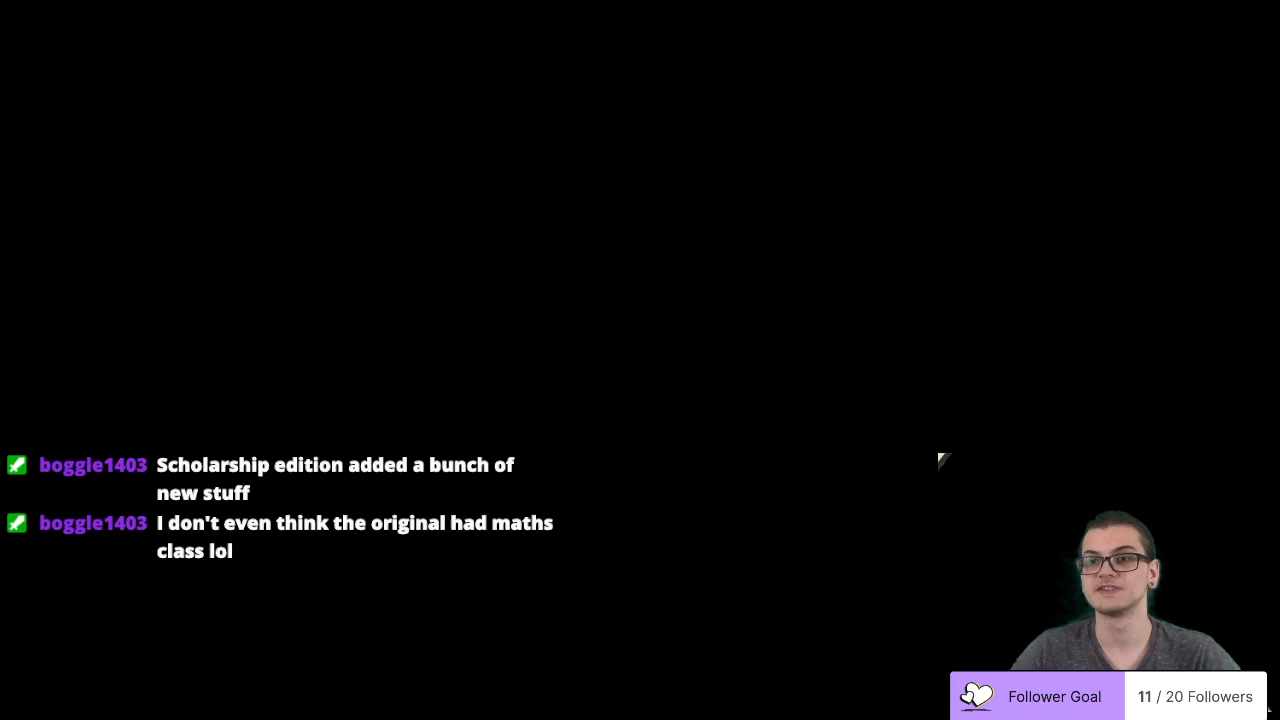 boggle1403 Scholarship edition added a bunch of
new stuff
boggle1403 I don't even think the original had maths
class lol
Follower Goal 11 / 20 Followers